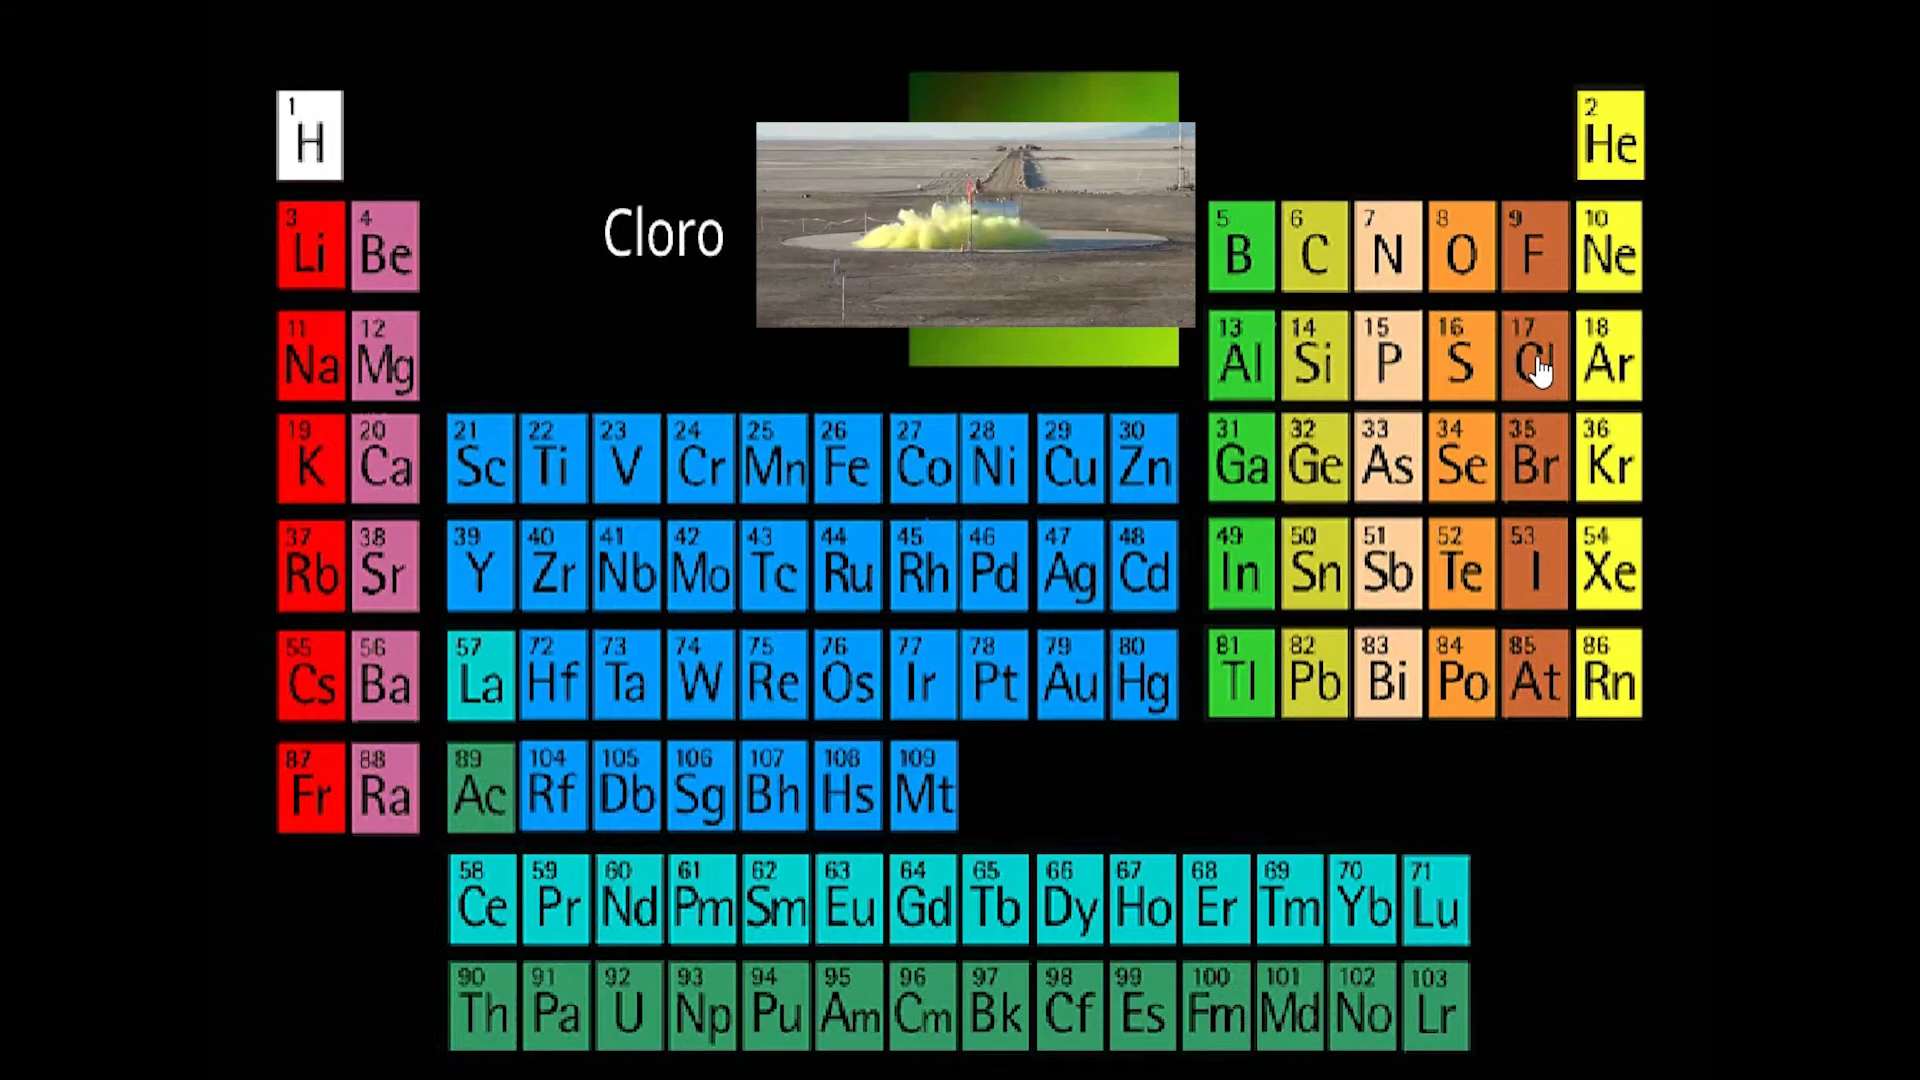 1 2
H He
Cloro
3 4 5 6 7 8 9 10
Li Be B C N O F Ne
11 12 13 14 15 16 17 18
Na Mg Al Si P S Cl Ar
19 20 21 22 23 24 25 26 27 28 29 30 31 32 33 34 35 36
K Ca Sc Ti V Cr Mn Fe Co Ni Cu Zn Ga Ge As Se Br Kr
37 38 39 40 41 42 43 44 45 46 47 48 49 50 51 52 53 54
Rb Sr Y Zr Nb Mo Tc Ru Rh Pd Ag Cd In Sn Sb Te I Xe
55 56 57 72 73 74 75 76 77 78 79 80 81 82 83 84 85 86
Cs Ba La Hf Ta W Re Os Ir Pt Au Hg Tl Pb Bi Po At Rn
87 88 89 104 105 106 107 108 109
Fr Ra Ac Rf Db Sg Bh Hs Mt
58 59 60 61 62 63 64 65 66 67 68 69 70 71
Ce Pr Nd Pm Sm Eu Gd Tb Dy Ho Er Tm Yb Lu
90 91 92 93 94 95 96 97 98 99 100 101 102 103
Th Pa U Np Pu Am Cm Bk Cf Es Fm Md No Lr